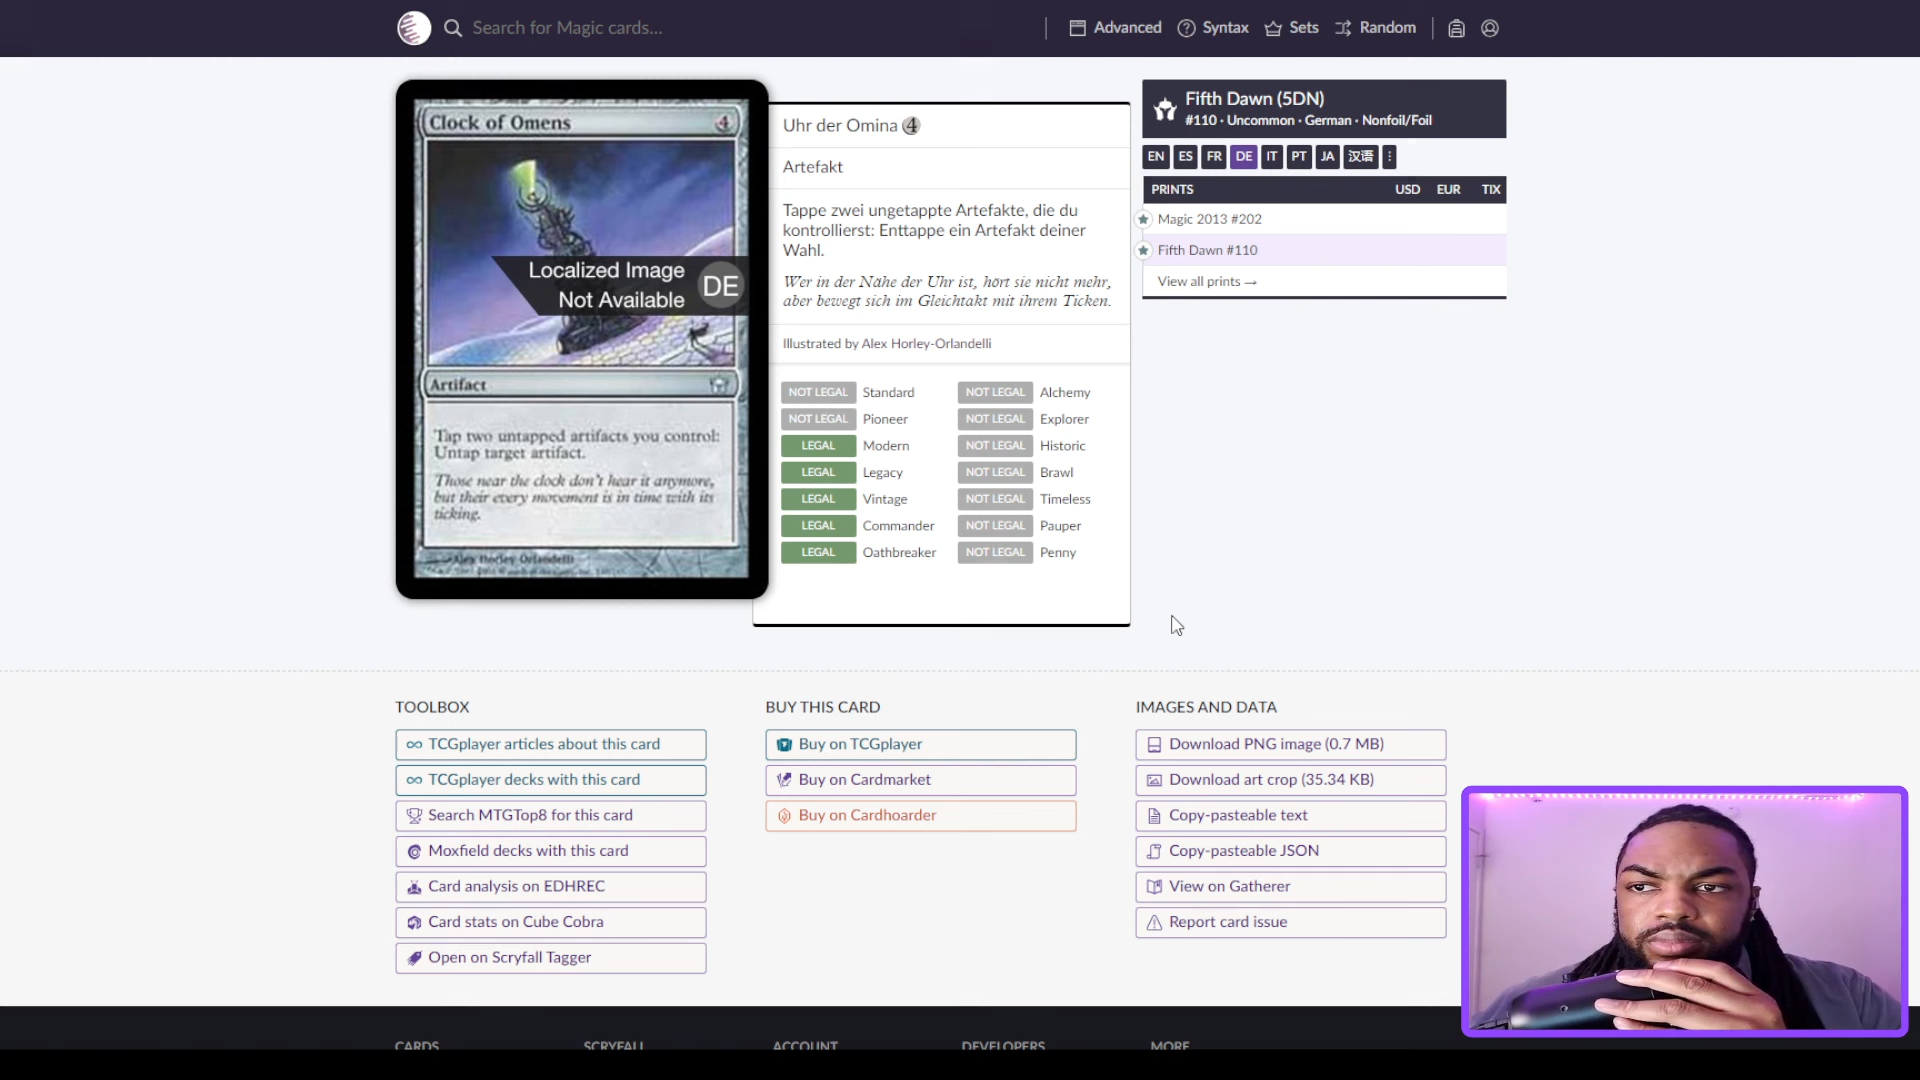 Search for Magic cards...
Advanced
Syntax
Sets
Random
Clock of Omens 4
Localized Image
Not Available
DE
Artifact
Tap two untapped artifacts you control:
Untap target artifact.
Those near the clock don't hear it anymore,
but their every movement is in time with its
ticking.
Alex Horley-Orlandelli
Uhr der Omina 4
Artefakt
Tappe zwei ungetappte Artefakte, die du
kontrollierst: Enttappe ein Artefakt deiner
Wahl.
Wer in der Nähe der Uhr ist, hört sie nicht mehr,
aber bewegt sich im Gleichtakt mit ihrem Ticken.
Illustrated by Alex Horley-Orlandelli
NOT LEGAL Standard NOT LEGAL Alchemy
NOT LEGAL Pioneer NOT LEGAL Explorer
LEGAL Modern NOT LEGAL Historic
LEGAL Legacy NOT LEGAL Brawl
LEGAL Vintage NOT LEGAL Timeless
LEGAL Commander NOT LEGAL Pauper
LEGAL Oathbreaker NOT LEGAL Penny
Fifth Dawn (5DN)
#110 · Uncommon · German · Nonfoil/Foil
EN ES FR DE IT PT JA 汉语
PRINTS USD EUR TIX
Magic 2013 #202
Fifth Dawn #110
View all prints →
TOOLBOX
TCGplayer articles about this card
TCGplayer decks with this card
Search MTGTop8 for this card
Moxfield decks with this card
Card analysis on EDHREC
Card stats on Cube Cobra
Open on Scryfall Tagger
BUY THIS CARD
Buy on TCGplayer
Buy on Cardmarket
Buy on Cardhoarder
IMAGES AND DATA
Download PNG image (0.7 MB)
Download art crop (35.34 KB)
Copy-pasteable text
Copy-pasteable JSON
View on Gatherer
Report card issue
CARDS SCRYFALL ACCOUNT DEVELOPERS MORE